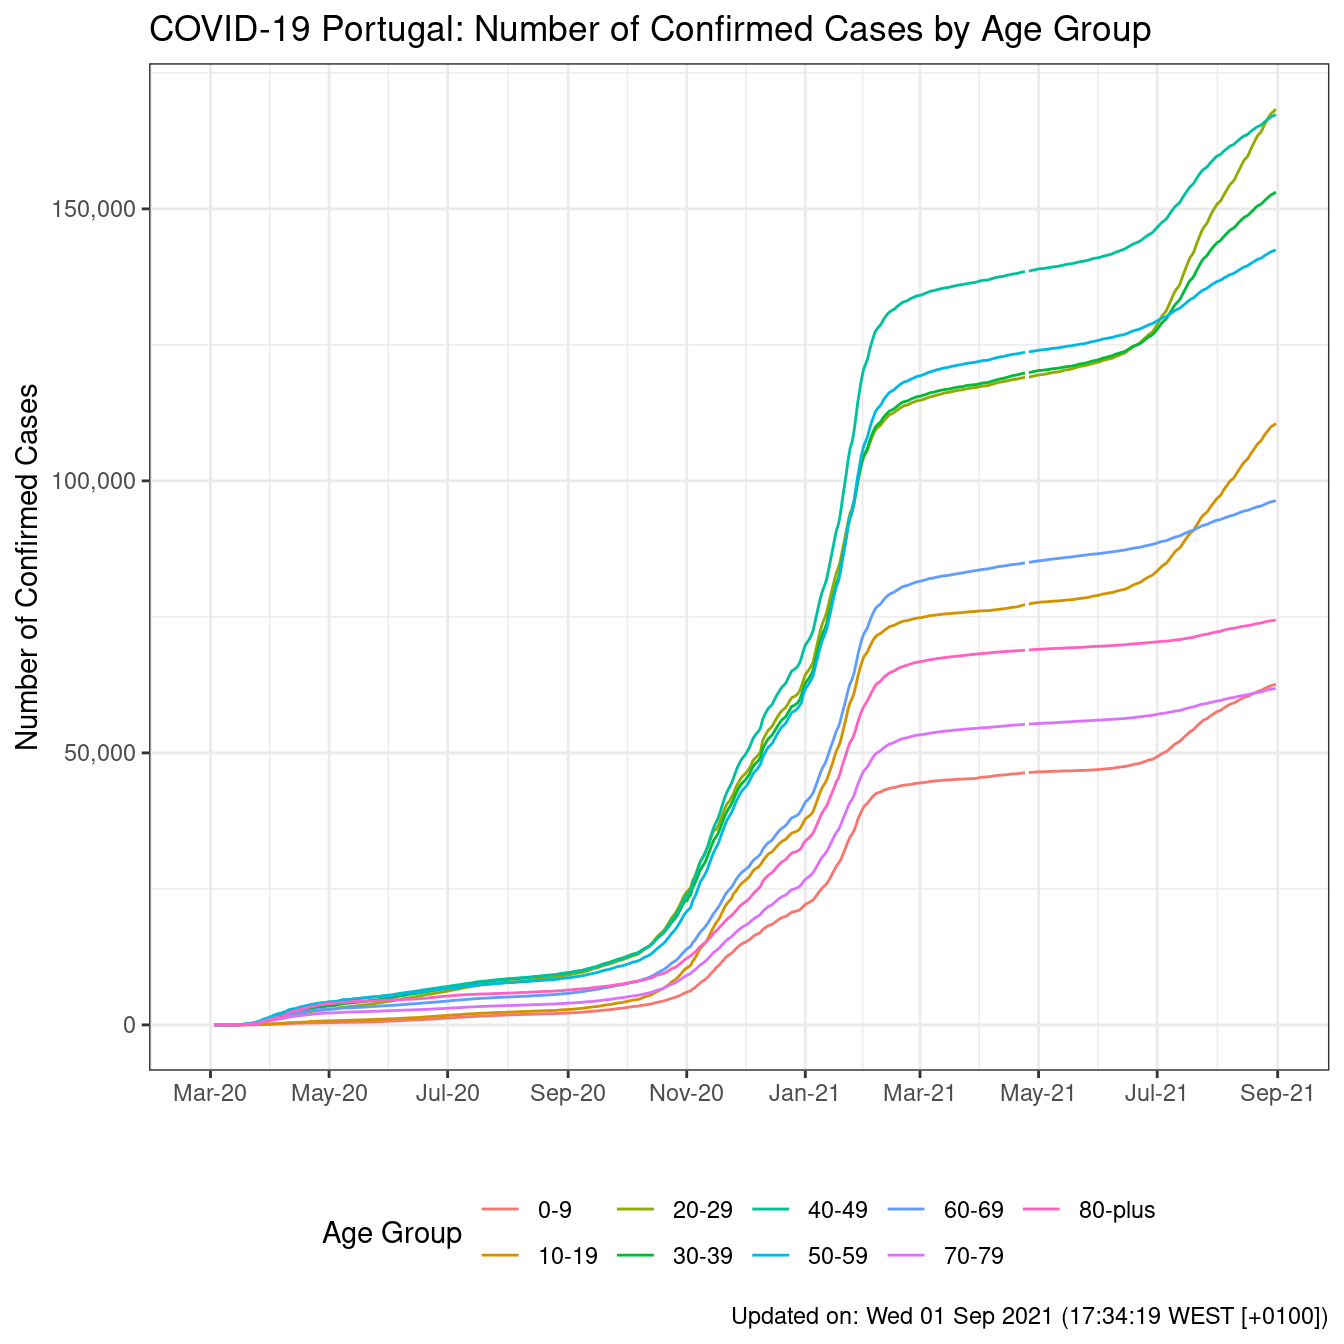 COVID-19 Portugal: Number of Confirmed Cases by Age Group
Number of Confirmed Cases
150,000
100,000
50,000
0
Mar-20 May-20 Jul-20 Sep-20 Nov-20 Jan-21 Mar-21 May-21 Jul-21 Sep-21
Age Group
0-9 20-29 40-49 60-69 80-plus
10-19 30-39 50-59 70-79
Updated on: Wed 01 Sep 2021 (17:34:19 WEST [+0100])